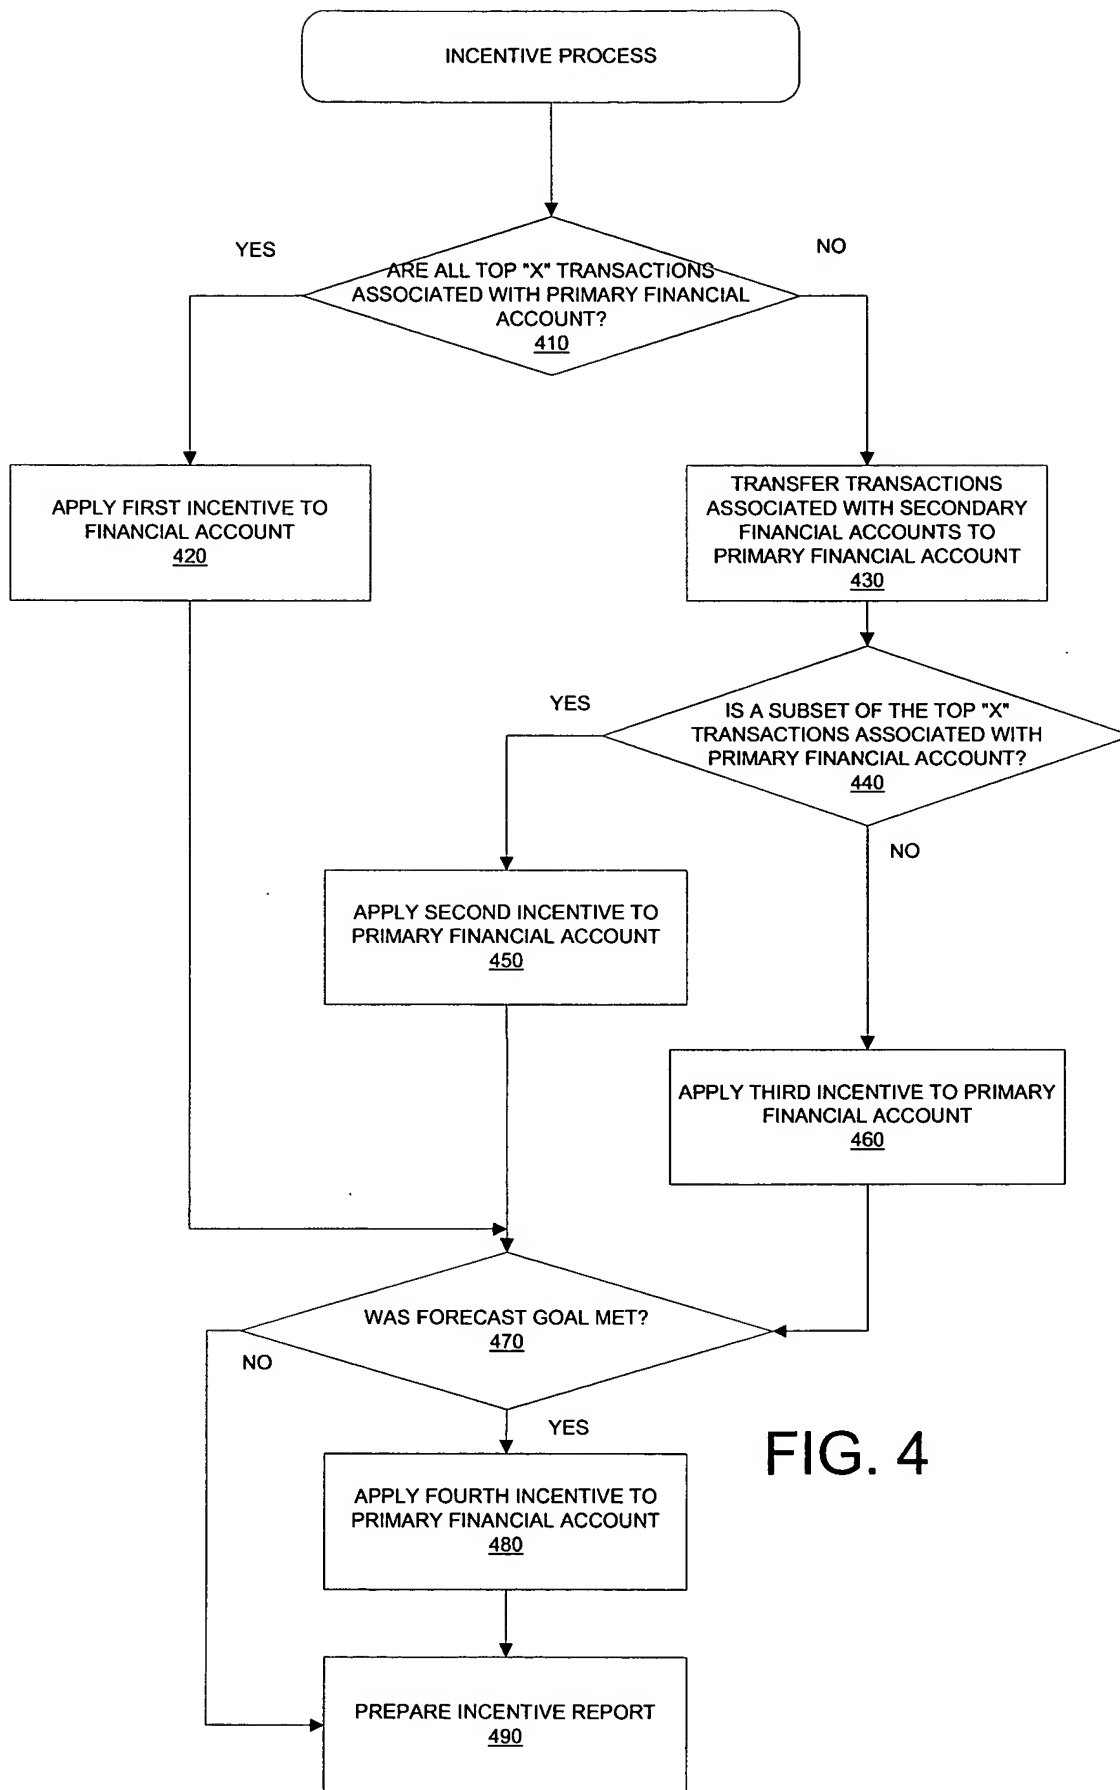 INCENTIVE PROCESS
YES
NO
ARE ALL TOP "X" TRANSACTIONS
ASSOCIATED WITH PRIMARY FINANCIAL
ACCOUNT?
410
APPLY FIRST INCENTIVE TO
FINANCIAL ACCOUNT
420
TRANSFER TRANSACTIONS
ASSOCIATED WITH SECONDARY
FINANCIAL ACCOUNTS TO
PRIMARY FINANCIAL ACCOUNT
430
YES
IS A SUBSET OF THE TOP "X"
TRANSACTIONS ASSOCIATED WITH
PRIMARY FINANCIAL ACCOUNT?
440
NO
APPLY SECOND INCENTIVE TO
PRIMARY FINANCIAL ACCOUNT
450
APPLY THIRD INCENTIVE TO PRIMARY
FINANCIAL ACCOUNT
460
WAS FORECAST GOAL MET?
470
NO
YES
FIG. 4
APPLY FOURTH INCENTIVE TO
PRIMARY FINANCIAL ACCOUNT
480
PREPARE INCENTIVE REPORT
490